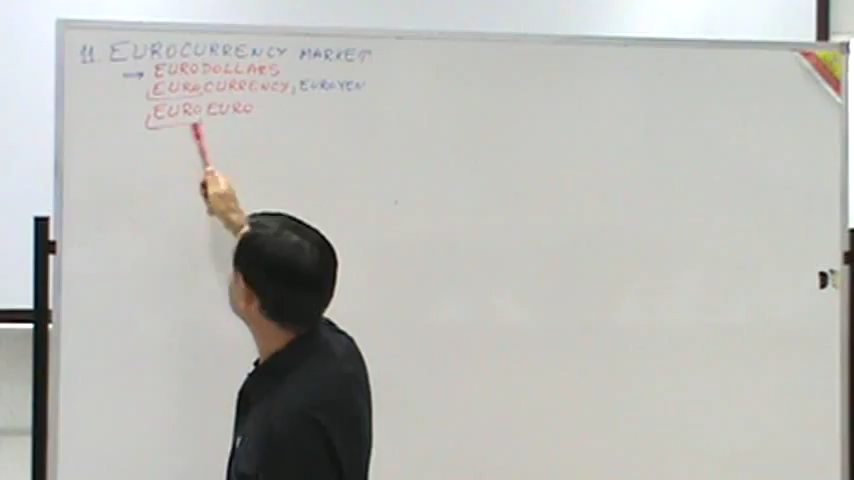 11. EUROCURRENCY MARKET
→ EURODOLLARS
EUROCURRENCY, EUROYEN
EUROEURO